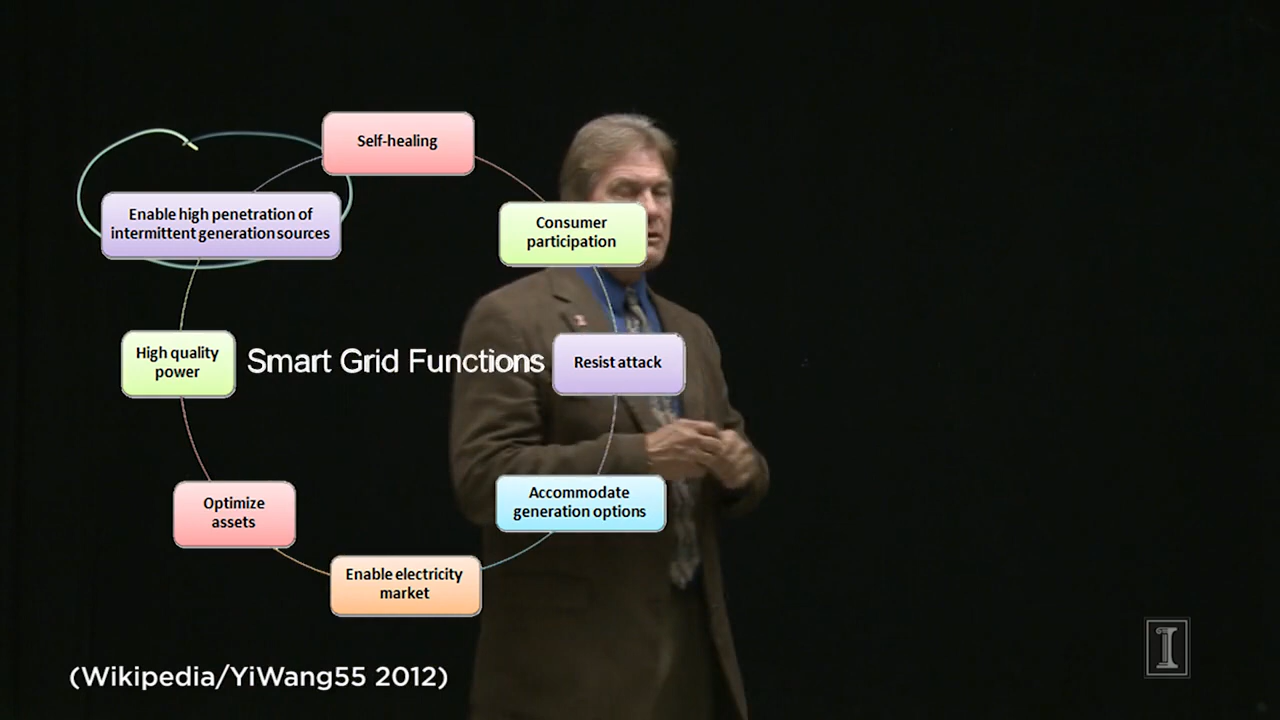 Self-healing
Enable high penetration of
intermittent generation sources
Consumer
participation
High quality
power
Smart Grid Functions
Resist attack
Optimize
assets
Accommodate
generation options
Enable electricity
market
(Wikipedia/YiWang55 2012)
I